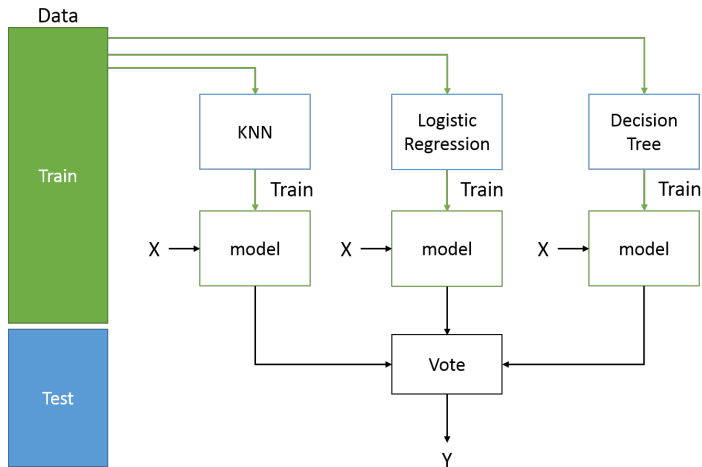 Data
Train
KNN
Logistic
Regression
Decision
Tree
Train
Train
Train
X
model
X
model
X
model
Vote
Test
Y